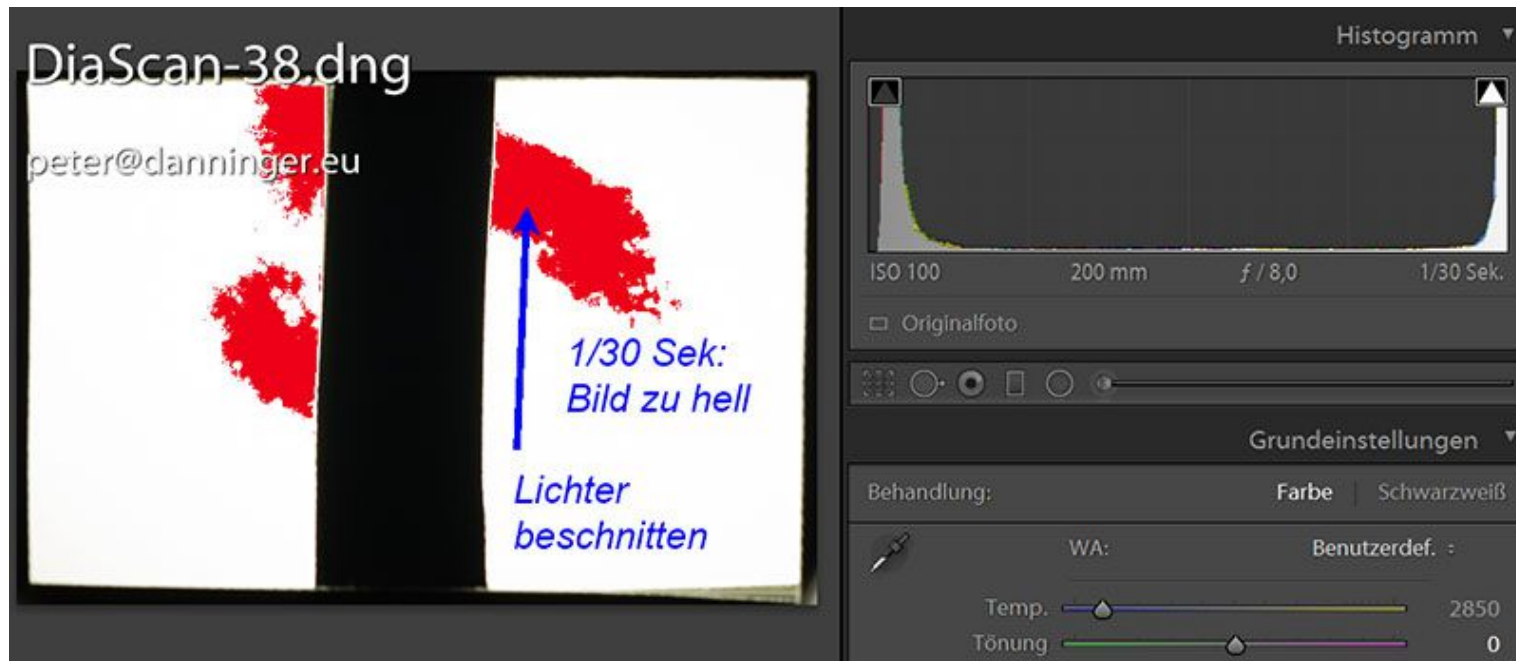 DiaScan-38.dng
peter@danninger.eu
1/30 Sek:
Bild zu hell
Lichter
beschnitten
Histogramm
ISO 100 200 mm ƒ / 8,0 1/30 Sek.
Originalfoto
Grundeinstellungen
Behandlung: Farbe Schwarzweiß
WA: Benutzerdef.
Temp. 2850
Tönung 0